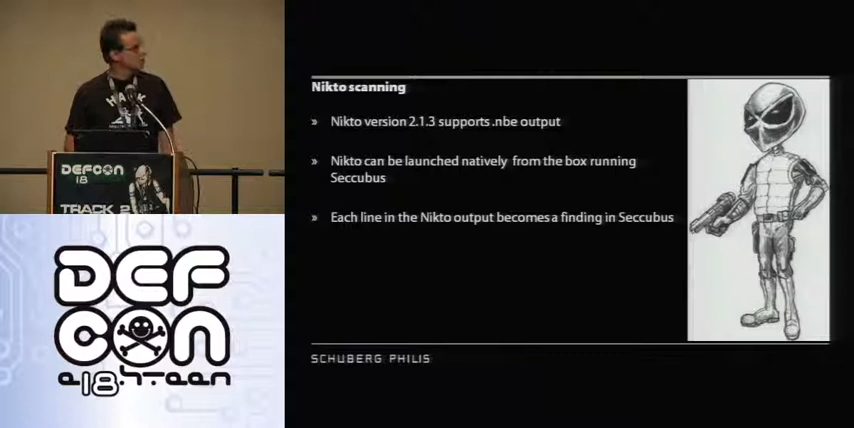 HACK
DEFCON
18
TRACK 2
DEF
CON
Nikto scanning
» Nikto version 2.1.3 supports .nbe output
» Nikto can be launched natively from the box running
Seccubus
» Each line in the Nikto output becomes a finding in Seccubus
SCHUBERG PHILIS